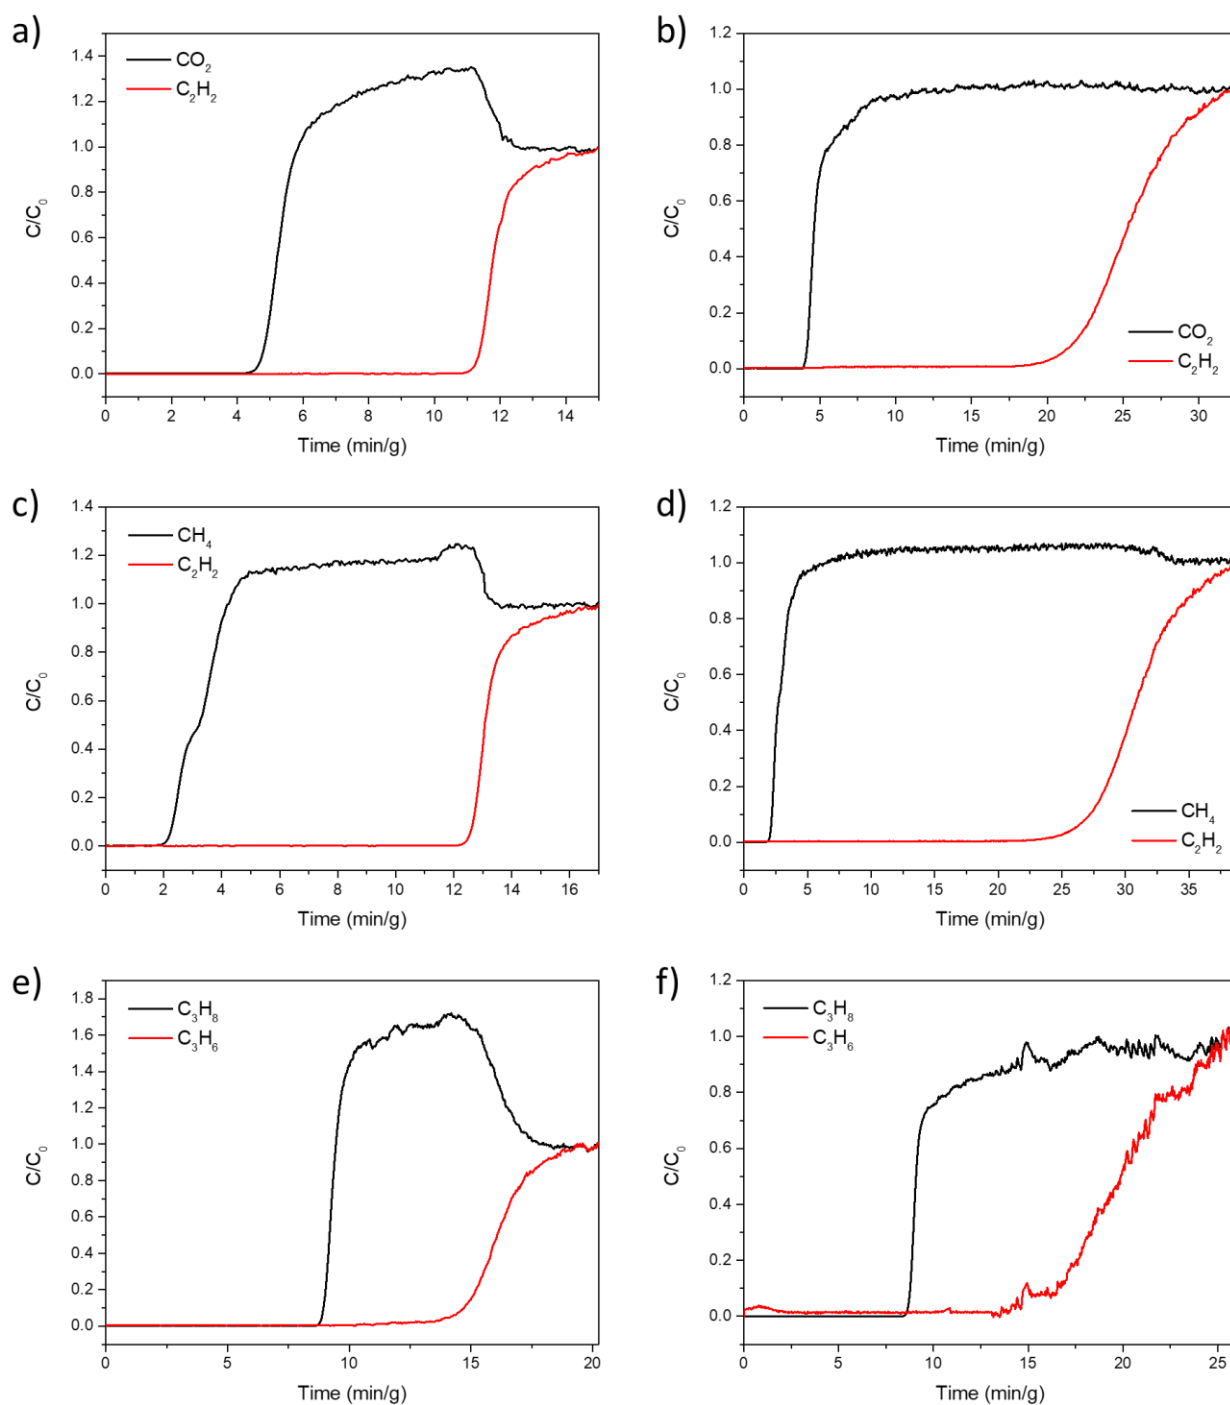 a)
CO₂
C₂H₂
1.4
1.2
1.0
0.8
0.6
0.4
0.2
0.0
C/C₀
0 2 4 6 8 10 12 14
Time (min/g)
b)
1.2
1.0
0.8
0.6
0.4
0.2
0.0
C/C₀
CO₂
C₂H₂
0 5 10 15 20 25 30
Time (min/g)
c)
CH₄
C₂H₂
1.4
1.2
1.0
0.8
0.6
0.4
0.2
0.0
C/C₀
0 2 4 6 8 10 12 14 16
Time (min/g)
d)
1.2
1.0
0.8
0.6
0.4
0.2
0.0
C/C₀
CH₄
C₂H₂
0 5 10 15 20 25 30 35
Time (min/g)
e)
C₃H₈
C₃H₆
1.8
1.6
1.4
1.2
1.0
0.8
0.6
0.4
0.2
0.0
C/C₀
0 5 10 15 20
Time (min/g)
f)
C₃H₈
C₃H₆
1.2
1.0
0.8
0.6
0.4
0.2
0.0
C/C₀
0 5 10 15 20 25
Time (min/g)